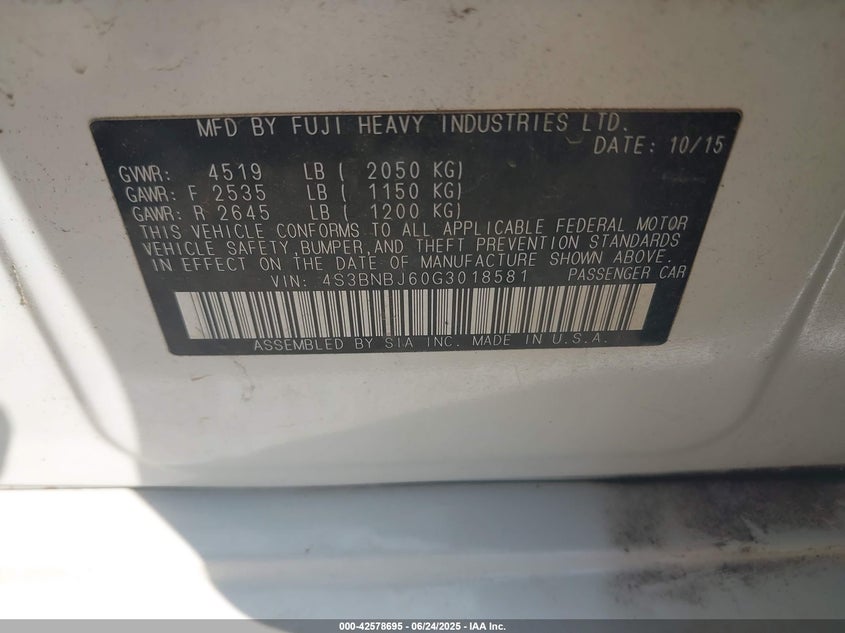 MFD BY FUJI HEAVY INDUSTRIES LTD.
DATE: 10/15
GVWR: 4519 LB ( 2050 KG)
GAWR: F 2535 LB ( 1150 KG)
GAWR: R 2645 LB ( 1200 KG)
THIS VEHICLE CONFORMS TO ALL APPLICABLE FEDERAL MOTOR
VEHICLE SAFETY,BUMPER,AND THEFT PREVENTION STANDARDS
IN EFFECT ON THE DATE OF MANUFACTURE SHOWN ABOVE.
VIN: 4S3BNBJ60G3018581 PASSENGER CAR
ASSEMBLED BY SIA INC. MADE IN U.S.A.
000-42578695 - 06/24/2025 - IAA Inc.